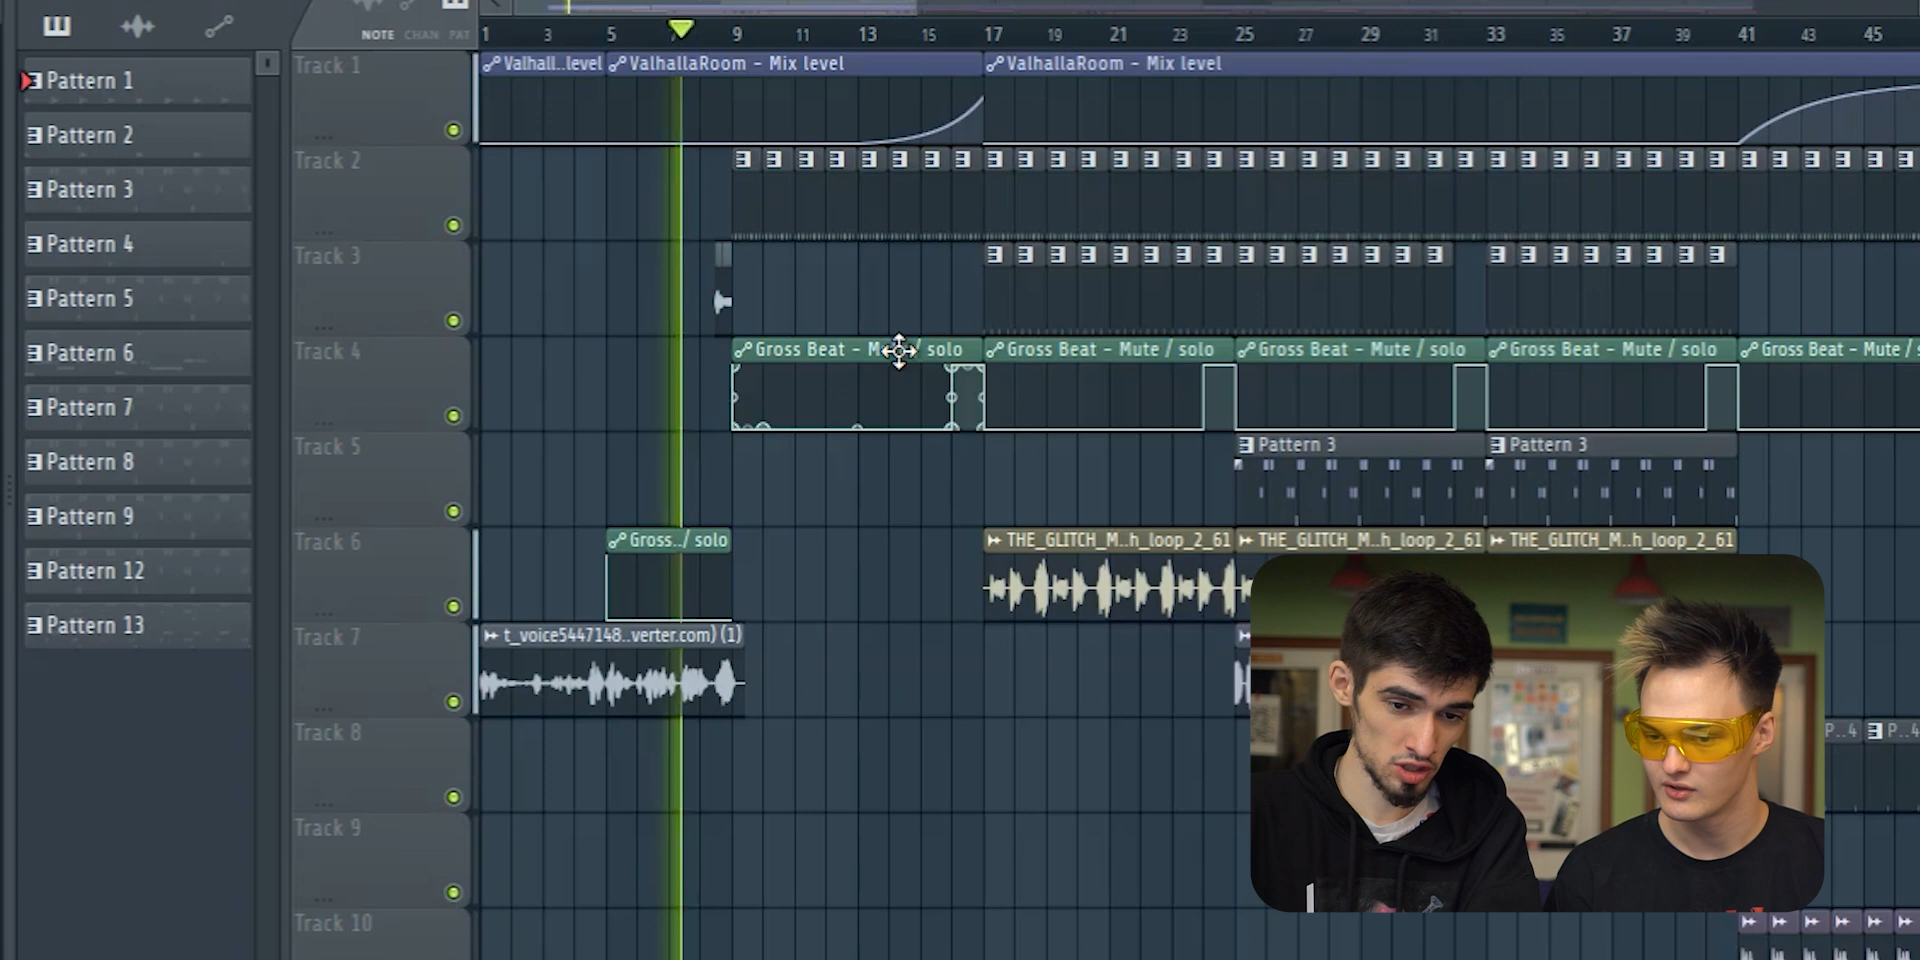 1 3 5 7 9 11 13 15 17 19 21 23 25 27 29 31 33 35 37 39 41 43 45
NOTE CHAN PAT
Pattern 1
Pattern 2
Pattern 3
Pattern 4
Pattern 5
Pattern 6
Pattern 7
Pattern 8
Pattern 9
Pattern 12
Pattern 13
Track 1
Valhall..level ValhallaRoom - Mix level ValhallaRoom - Mix level
Track 2
Track 3
Track 4
Gross Beat - M / solo Gross Beat - Mute / solo Gross Beat - Mute / solo Gross Beat - Mute / solo Gross Beat - Mute / s
Track 5
Pattern 3 Pattern 3
Track 6
Gross../ solo THE_GLITCH_M..h_loop_2_61 THE_GLITCH_M..h_loop_2_61 THE_GLITCH_M..h_loop_2_61
Track 7
t_voice5447148..verter.com) (1)
Track 8
P..4 P..4
Track 9
Track 10